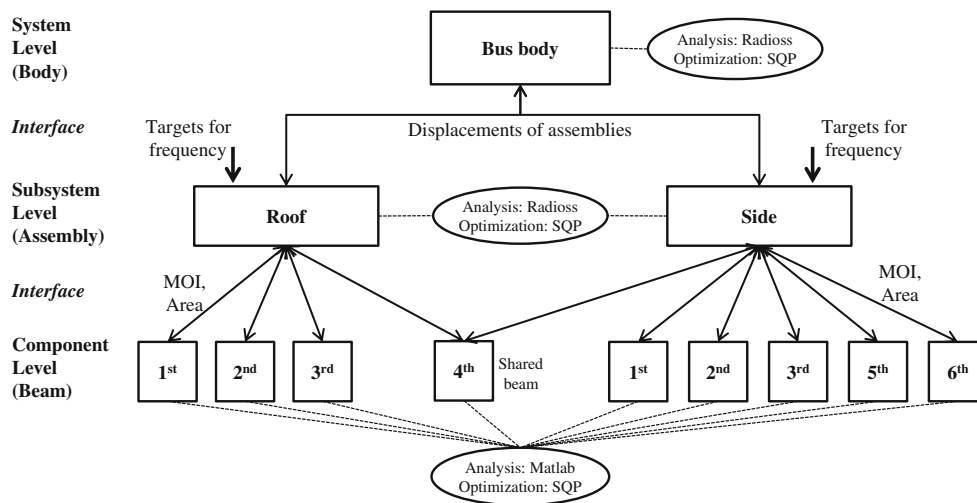 System
Level
(Body)
Bus body
Analysis: Radioss
Optimization: SQP
Interface
Targets for
frequency
Displacements of assemblies
Targets for
frequency
Subsystem
Level
(Assembly)
Roof
Analysis: Radioss
Optimization: SQP
Side
Interface
MOI,
Area
MOI,
Area
Component
Level
(Beam)
1st
2nd
3rd
4th
Shared
beam
1st
2nd
3rd
5th
6th
Analysis: Matlab
Optimization: SQP